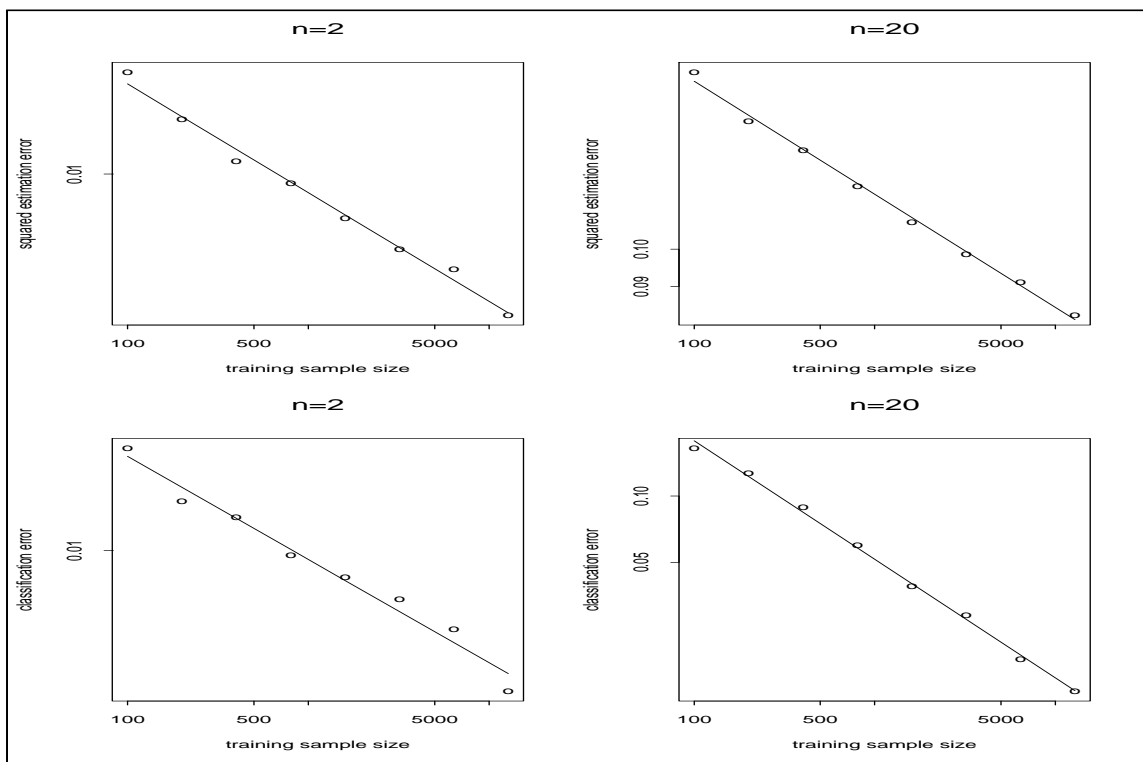 n=2
squared estimation error
0.01
100 500 5000
training sample size
n=20
squared estimation error
0.10
0.09
100 500 5000
training sample size
n=2
classification error
0.01
100 500 5000
training sample size
n=20
classification error
0.10
0.05
100 500 5000
training sample size